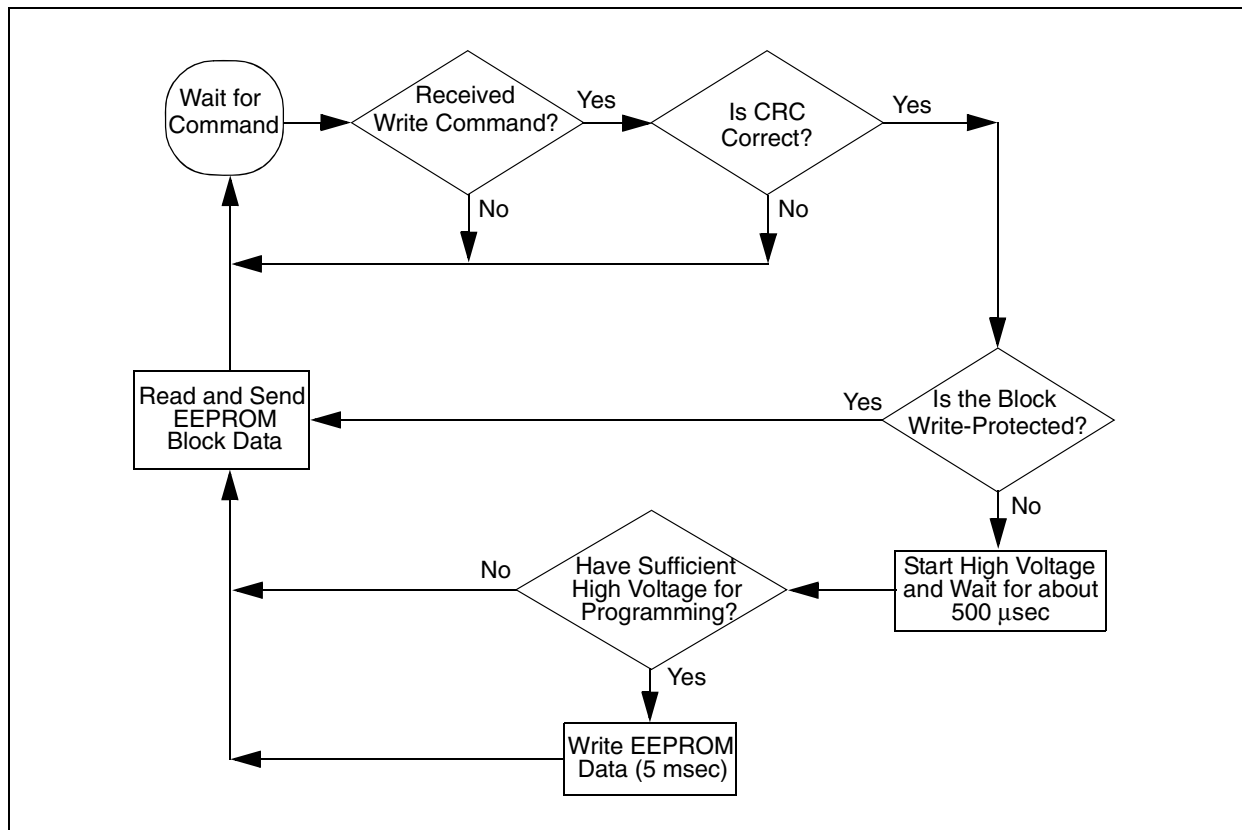 Wait for
Command
Received
Write Command?
Yes
Is CRC
Correct?
Yes
No
No
Read and Send
EEPROM
Block Data
Yes
Is the Block
Write-Protected?
No
No
Have Sufficient
High Voltage for
Programming?
Start High Voltage
and Wait for about
500 μsec
Yes
Write EEPROM
Data (5 msec)